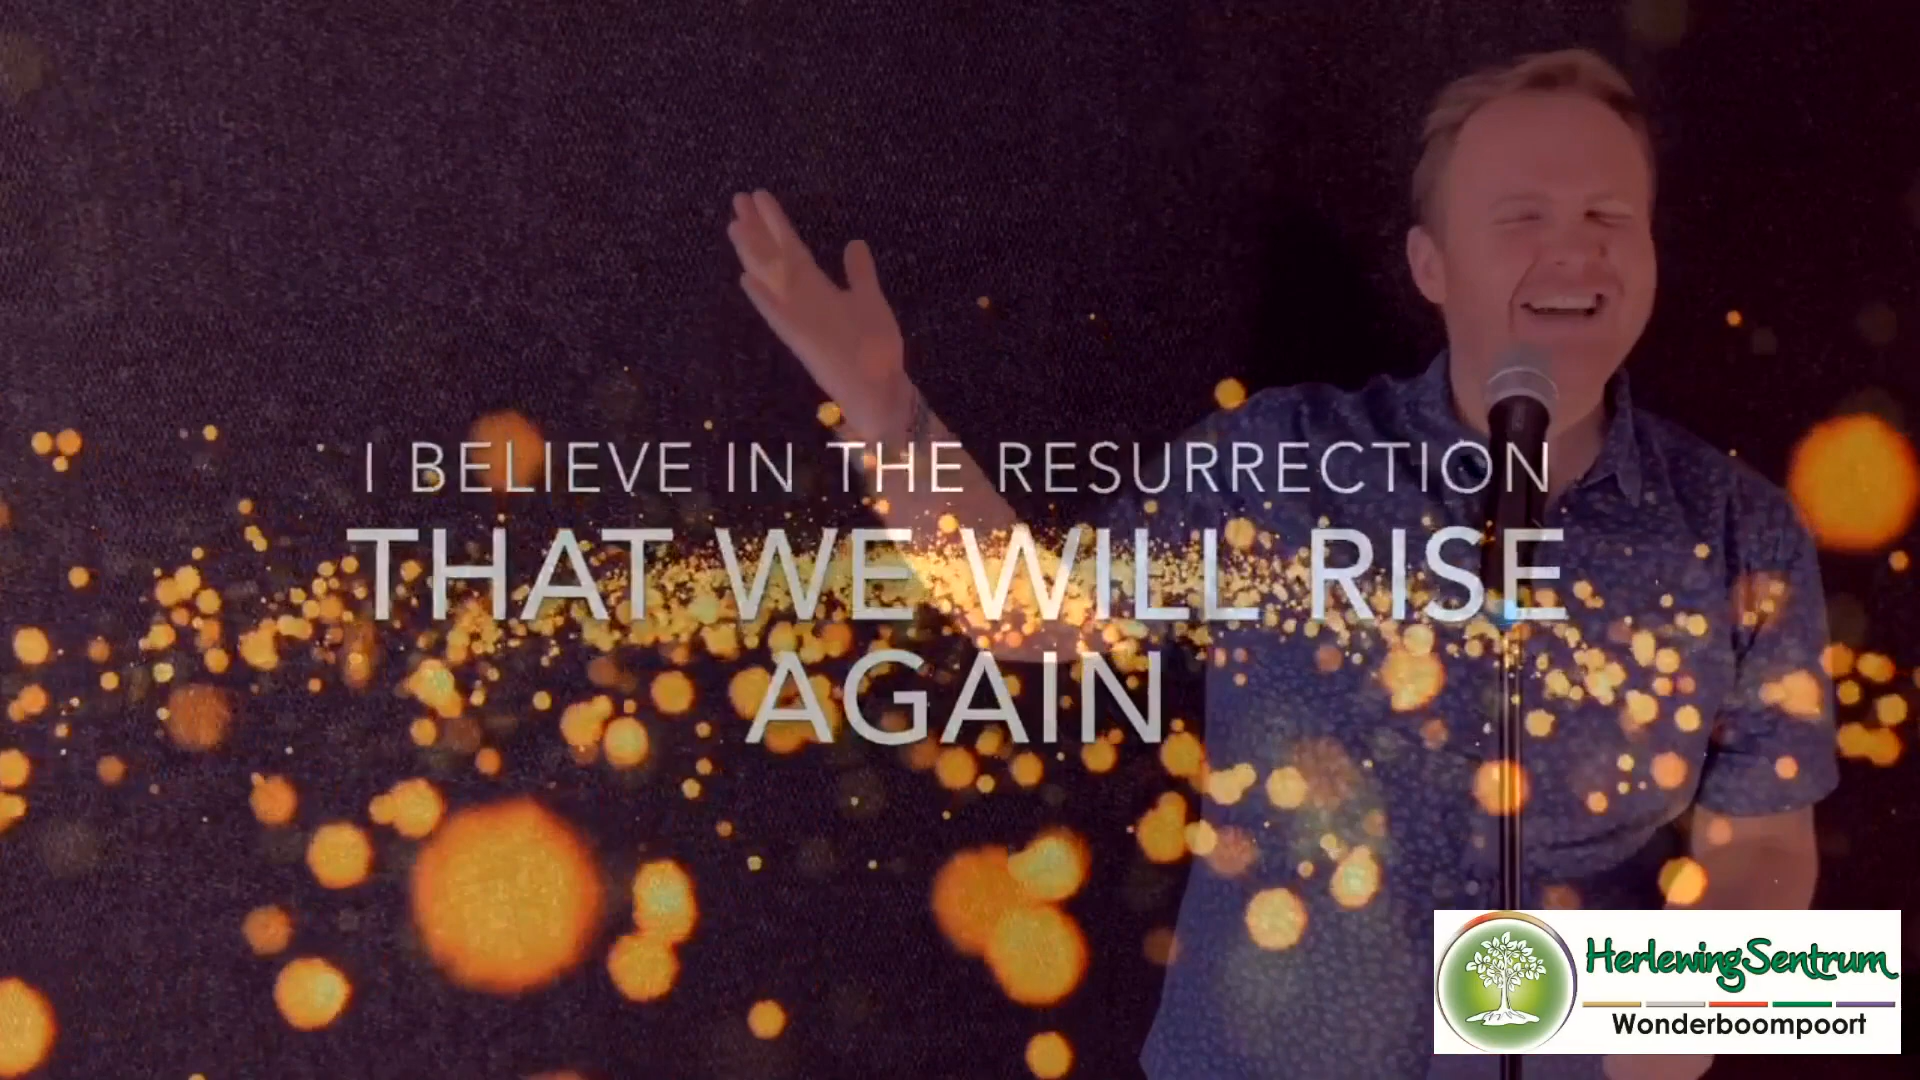 I BELIEVE IN THE RESURRECTION
THAT WE WILL RISE
AGAIN
HerlewingSentrum
Wonderboompoort